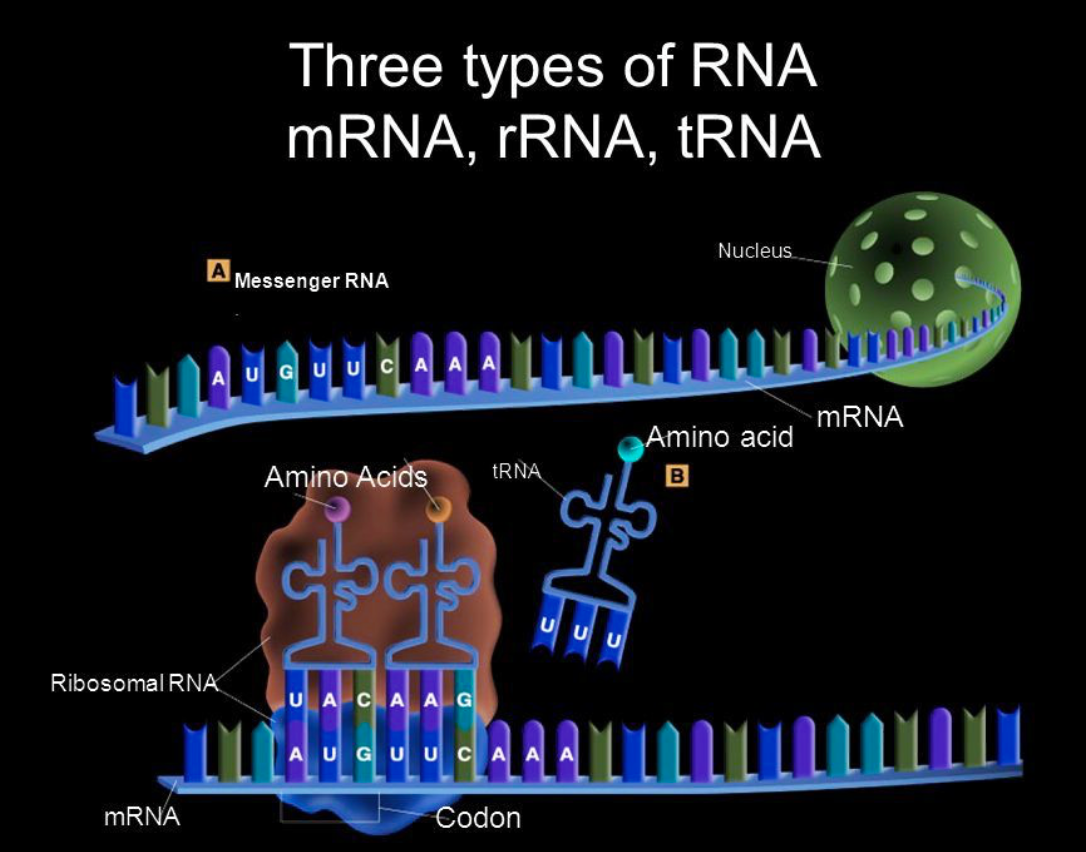 Three types of RNA
mRNA, rRNA, tRNA
Nucleus
A Messenger RNA
A U G U U C A A A
mRNA
Amino acid
Amino Acids
tRNA
B
U U U
Ribosomal RNA
U A C A A G
A U G U U C A A A
mRNA
Codon